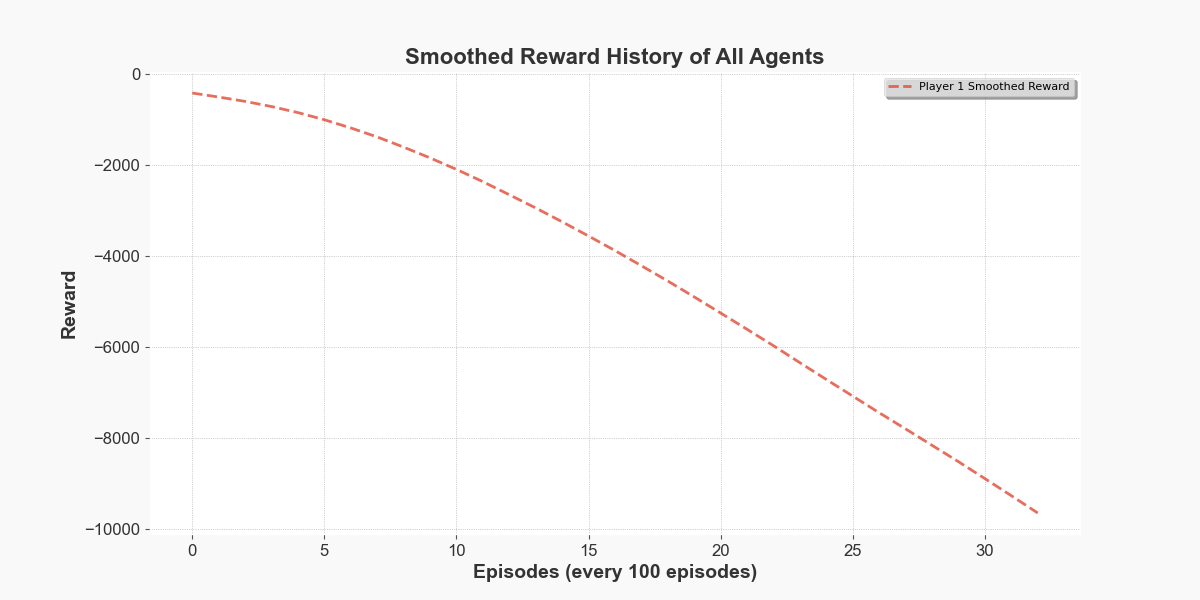 Smoothed Reward History of All Agents
Player 1 Smoothed Reward
Reward
0
−2000
−4000
−6000
−8000
−10000
0 5 10 15 20 25 30
Episodes (every 100 episodes)